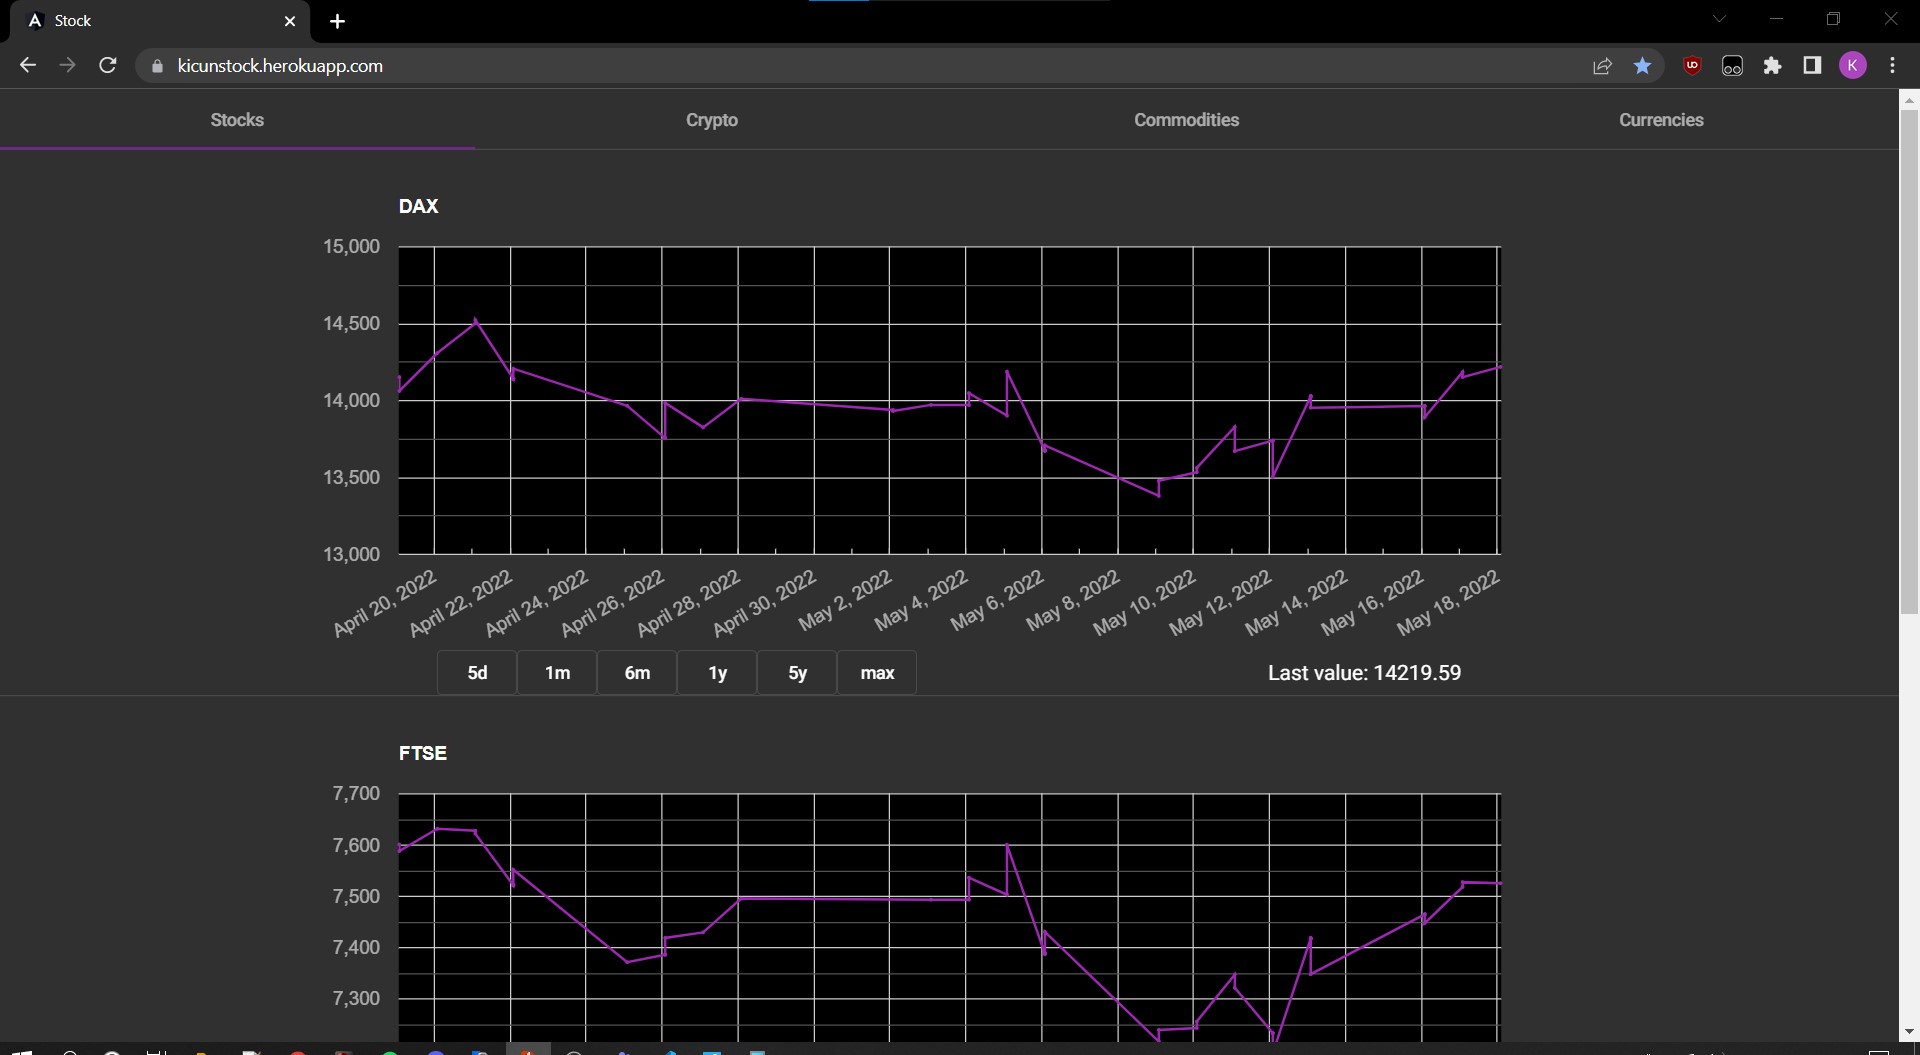 Stock
kicunstock.herokuapp.com
K
Stocks
Crypto
Commodities
Currencies
DAX
15,000
14,500
14,000
13,500
13,000
April 20, 2022
April 22, 2022
April 24, 2022
April 26, 2022
April 28, 2022
April 30, 2022
May 2, 2022
May 4, 2022
May 6, 2022
May 8, 2022
May 10, 2022
May 12, 2022
May 14, 2022
May 16, 2022
May 18, 2022
5d
1m
6m
1y
5y
max
Last value: 14219.59
FTSE
7,700
7,600
7,500
7,400
7,300